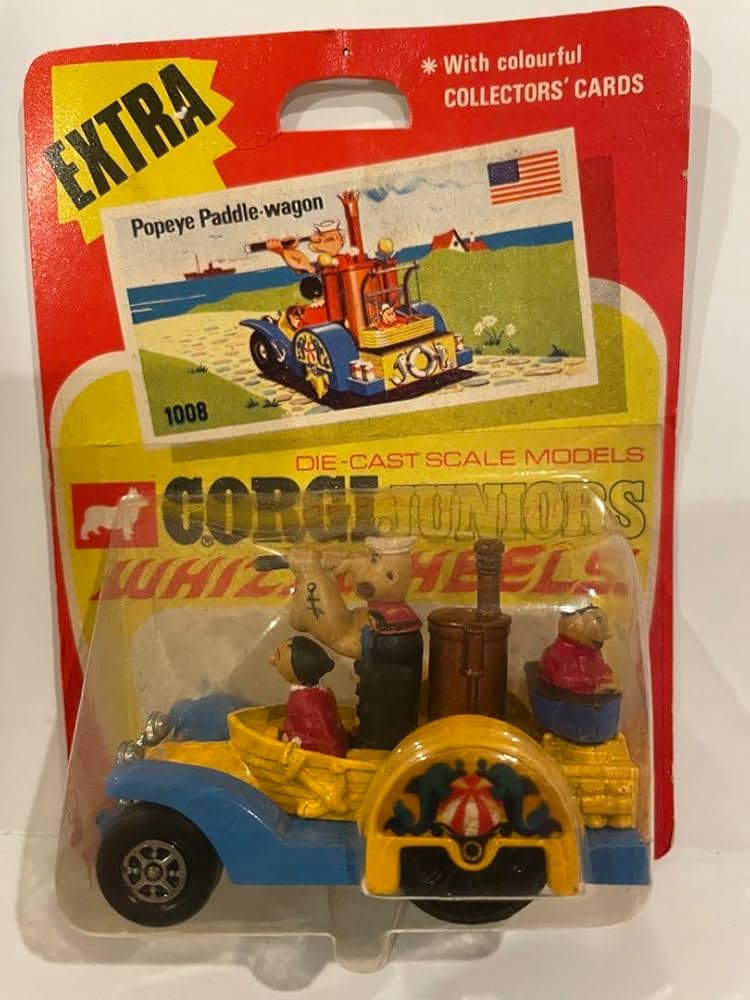 EXTRA
* With colourful
COLLECTORS' CARDS
Popeye Paddle-wagon
1008
DIE-CAST SCALE MODELS
CORGI JUNIORS
WHIZZWHEELS